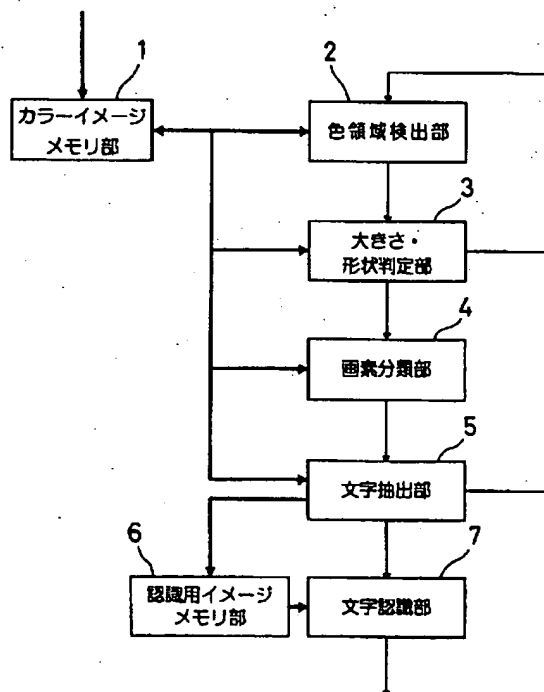 1
カラーイメージ
メモリ部
2
色領域検出部
3
大きさ・
形状判定部
4
画素分類部
5
文字抽出部
6
認識用イメージ
メモリ部
7
文字認識部